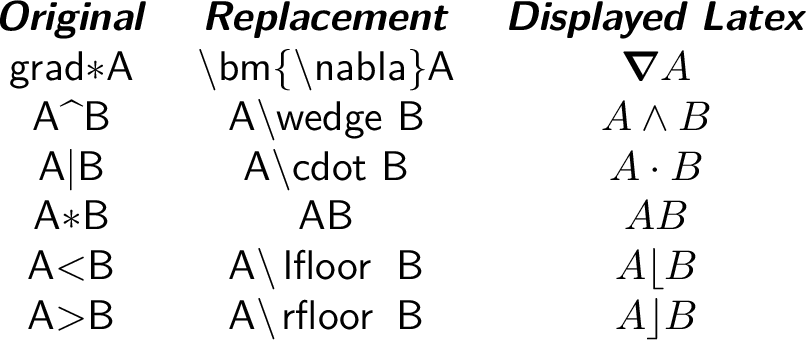 Original Replacement Displayed Latex
grad∗A \bm{\nabla}A ∇A
A^B A\wedge B A ∧ B
A|B A\cdot B A · B
A∗B AB AB
A<B A\lfloor B A⌊B
A>B A\rfloor B A⌋B